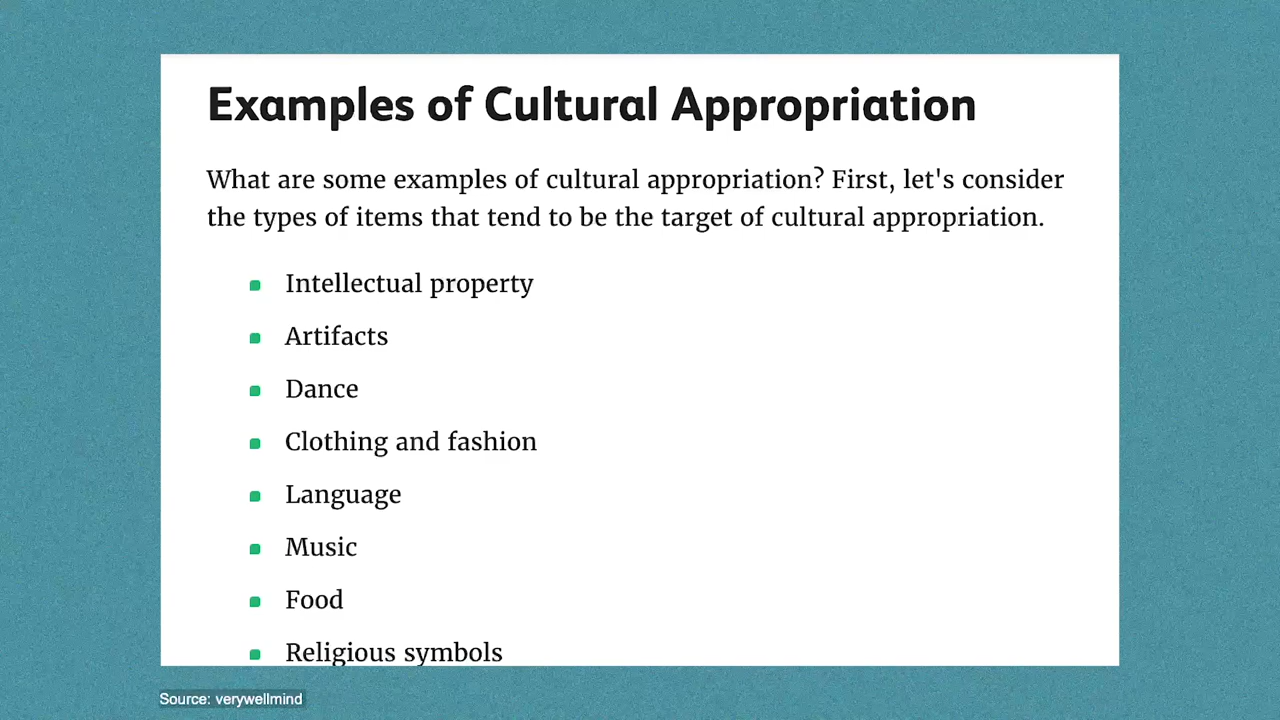 Examples of Cultural Appropriation
What are some examples of cultural appropriation? First, let's consider
the types of items that tend to be the target of cultural appropriation.
Intellectual property
Artifacts
Dance
Clothing and fashion
Language
Music
Food
Religious symbols
Source: verywellmind